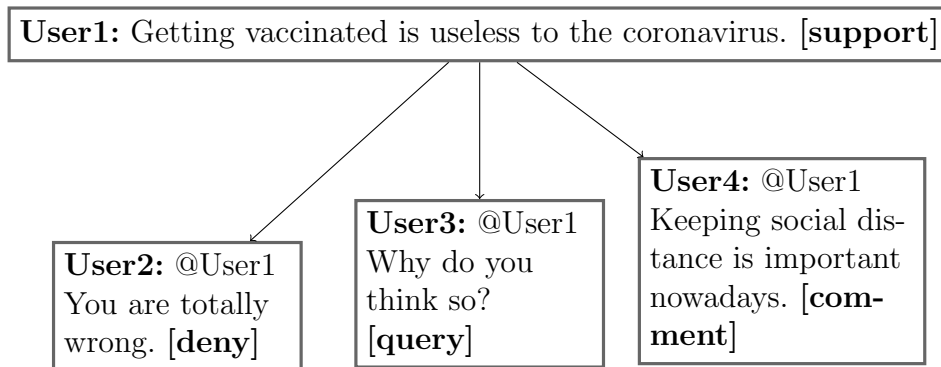 User1: Getting vaccinated is useless to the coronavirus. [support]
User2: @User1
You are totally
wrong. [deny]
User3: @User1
Why do you
think so?
[query]
User4: @User1
Keeping social dis-
tance is important
nowadays. [com-
ment]